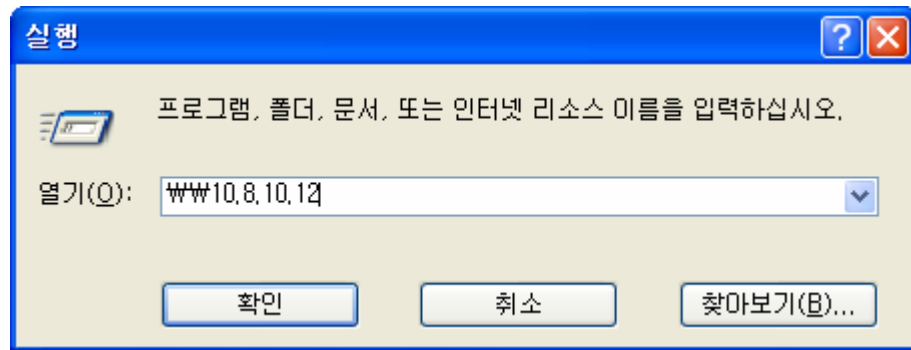 실행
프로그램, 폴더, 문서, 또는 인터넷 리소스 이름을 입력하십시오.
열기(O): ₩₩10.8.10.12
확인 취소 찾아보기(B)...